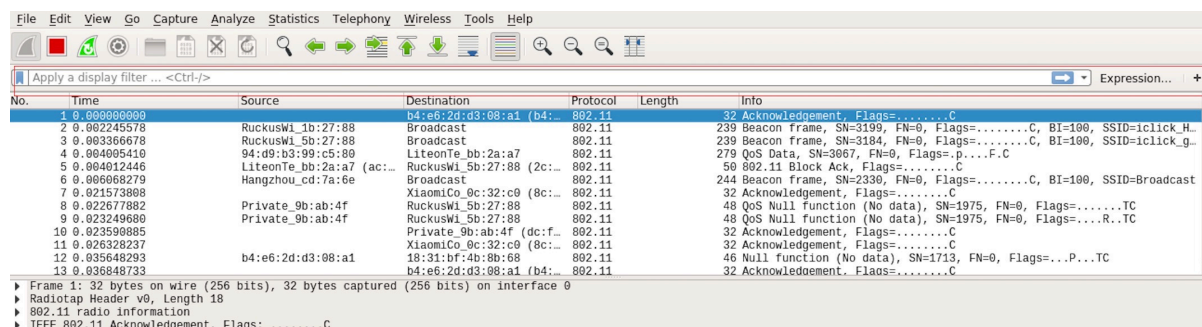 File Edit View Go Capture Analyze Statistics Telephony Wireless Tools Help
Apply a display filter ... <Ctrl-/> Expression... +
No. Time Source Destination Protocol Length Info
1 0.000000000 b4:e6:2d:d3:08:a1 (b4:… 802.11 32 Acknowledgement, Flags=........C
2 0.002245578 RuckusWi_1b:27:88 Broadcast 802.11 239 Beacon frame, SN=3199, FN=0, Flags=........C, BI=100, SSID=iclick_H…
3 0.003366678 RuckusWi_5b:27:88 Broadcast 802.11 239 Beacon frame, SN=3184, FN=0, Flags=........C, BI=100, SSID=iclick_g…
4 0.004005410 94:d9:b3:99:c5:80 LiteonTe_bb:2a:a7 802.11 279 QoS Data, SN=3067, FN=0, Flags=.p....F.C
5 0.004012446 LiteonTe_bb:2a:a7 (ac:… RuckusWi_5b:27:88 (2c:… 802.11 50 802.11 Block Ack, Flags=........C
6 0.006068279 Hangzhou_cd:7a:6e Broadcast 802.11 244 Beacon frame, SN=2330, FN=0, Flags=........C, BI=100, SSID=Broadcast
7 0.021573808 XiaomiCo_0c:32:c0 (8c:… 802.11 32 Acknowledgement, Flags=........C
8 0.022677882 Private_9b:ab:4f RuckusWi_5b:27:88 802.11 48 QoS Null function (No data), SN=1975, FN=0, Flags=.......TC
9 0.023249680 Private_9b:ab:4f RuckusWi_5b:27:88 802.11 48 QoS Null function (No data), SN=1975, FN=0, Flags=....R..TC
10 0.023590885 Private_9b:ab:4f (dc:f… 802.11 32 Acknowledgement, Flags=........C
11 0.026328237 XiaomiCo_0c:32:c0 (8c:… 802.11 32 Acknowledgement, Flags=........C
12 0.035648293 b4:e6:2d:d3:08:a1 18:31:bf:4b:8b:68 802.11 46 Null function (No data), SN=1713, FN=0, Flags=...P...TC
13 0.036848733 b4:e6:2d:d3:08:a1 (b4:… 802.11 32 Acknowledgement, Flags=........C
Frame 1: 32 bytes on wire (256 bits), 32 bytes captured (256 bits) on interface 0
Radiotap Header v0, Length 18
802.11 radio information
IEEE 802.11 Acknowledgement, Flags: ........C